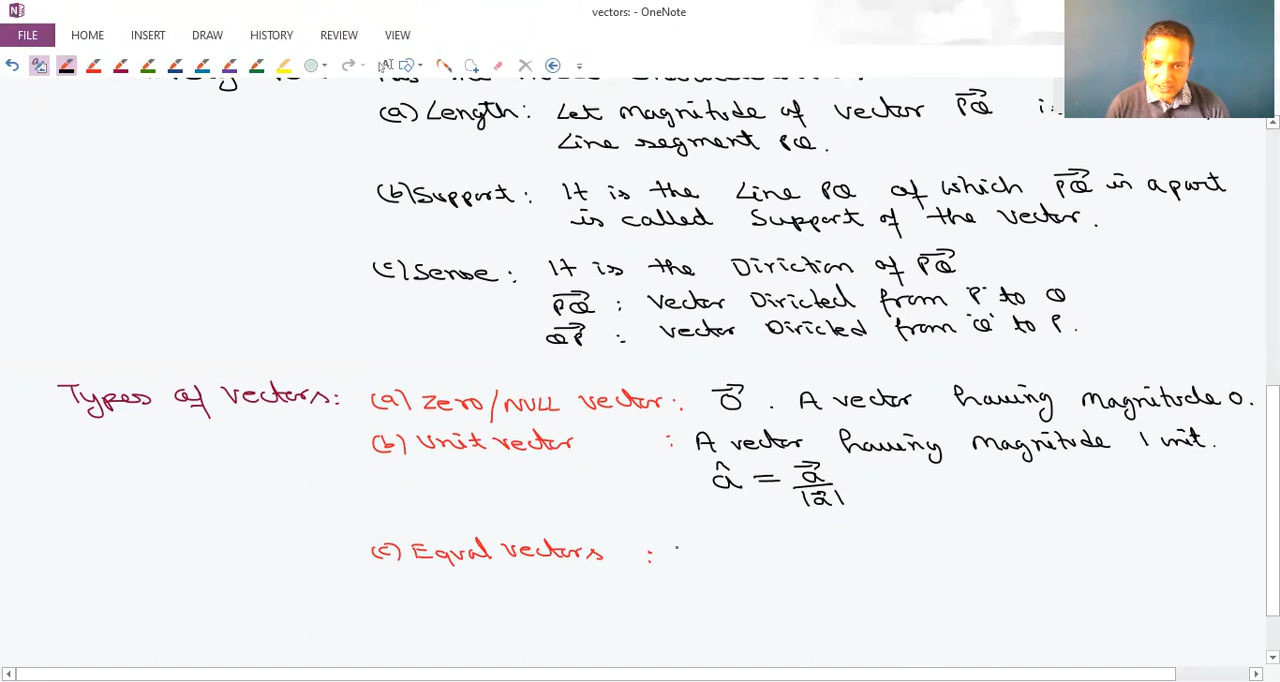 vectors: - OneNote
FILE HOME INSERT DRAW HISTORY REVIEW VIEW
(a) Length: Let magnitude of vector PQ⃗
Line segment PQ.
(b) Support: It is the Line PQ of which PQ⃗ is a part
is called Support of the vector.
(c) Sense: It is the Diriction of PQ⃗
PQ⃗ : vector Diricted from 'P' to Q
QP⃗ : vector Diricted from 'Q' to P.
Types of vectors: (a) Zero/NULL vector: 0⃗ . A vector having magnitude 0.
(b) Unit vector : A vector having magnitude 1 unit.
â = a⃗/|a⃗|
(c) Equal vectors :